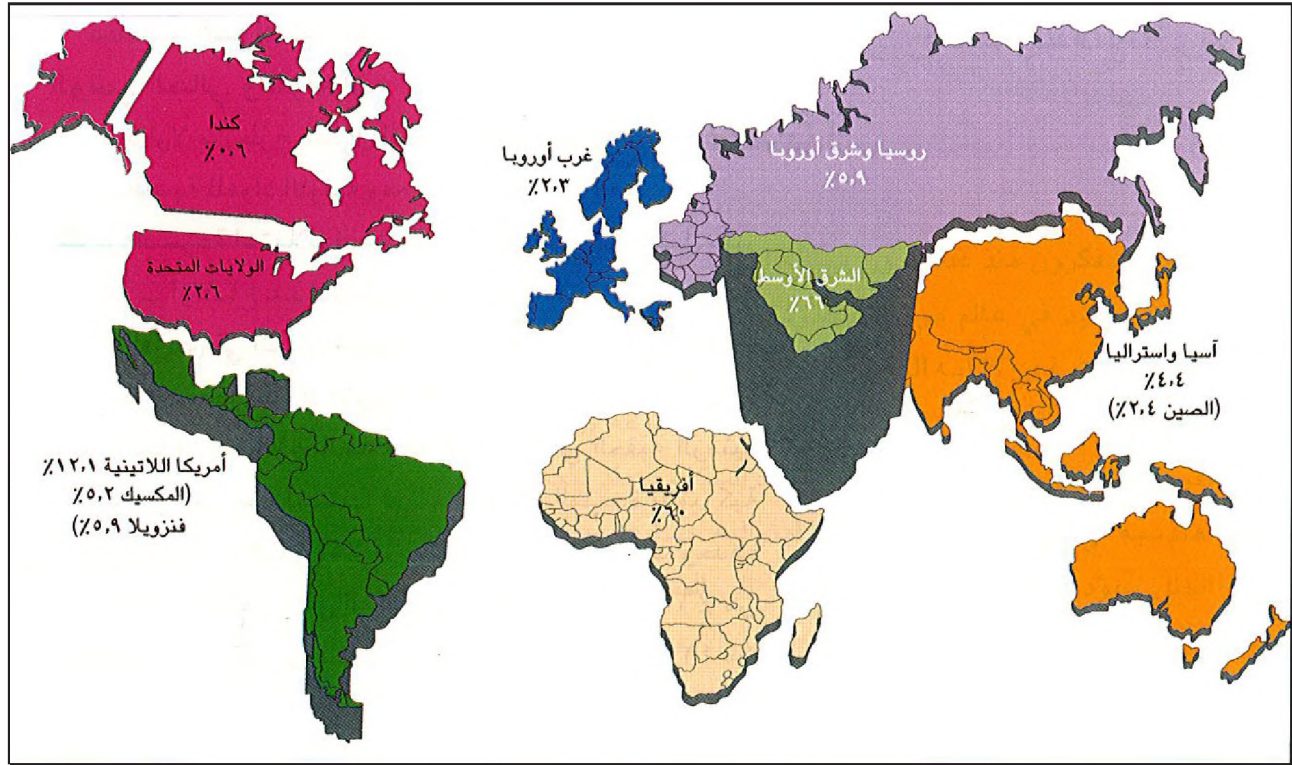 كندا
٠,٦٪
الولايات المتحدة
٢,٦٪
أمريكا اللاتينية ١٢,١٪
(المكسيك ٥,٢٪
فنزويلا ٥,٩٪)
غرب أوروبا
٢,٣٪
روسيا وشرق أوروبا
٥,٩٪
الشرق الأوسط
٦٦٪
أفريقيا
٦,٠٪
آسيا واستراليا
٤,٤٪
(الصين ٢,٤٪)